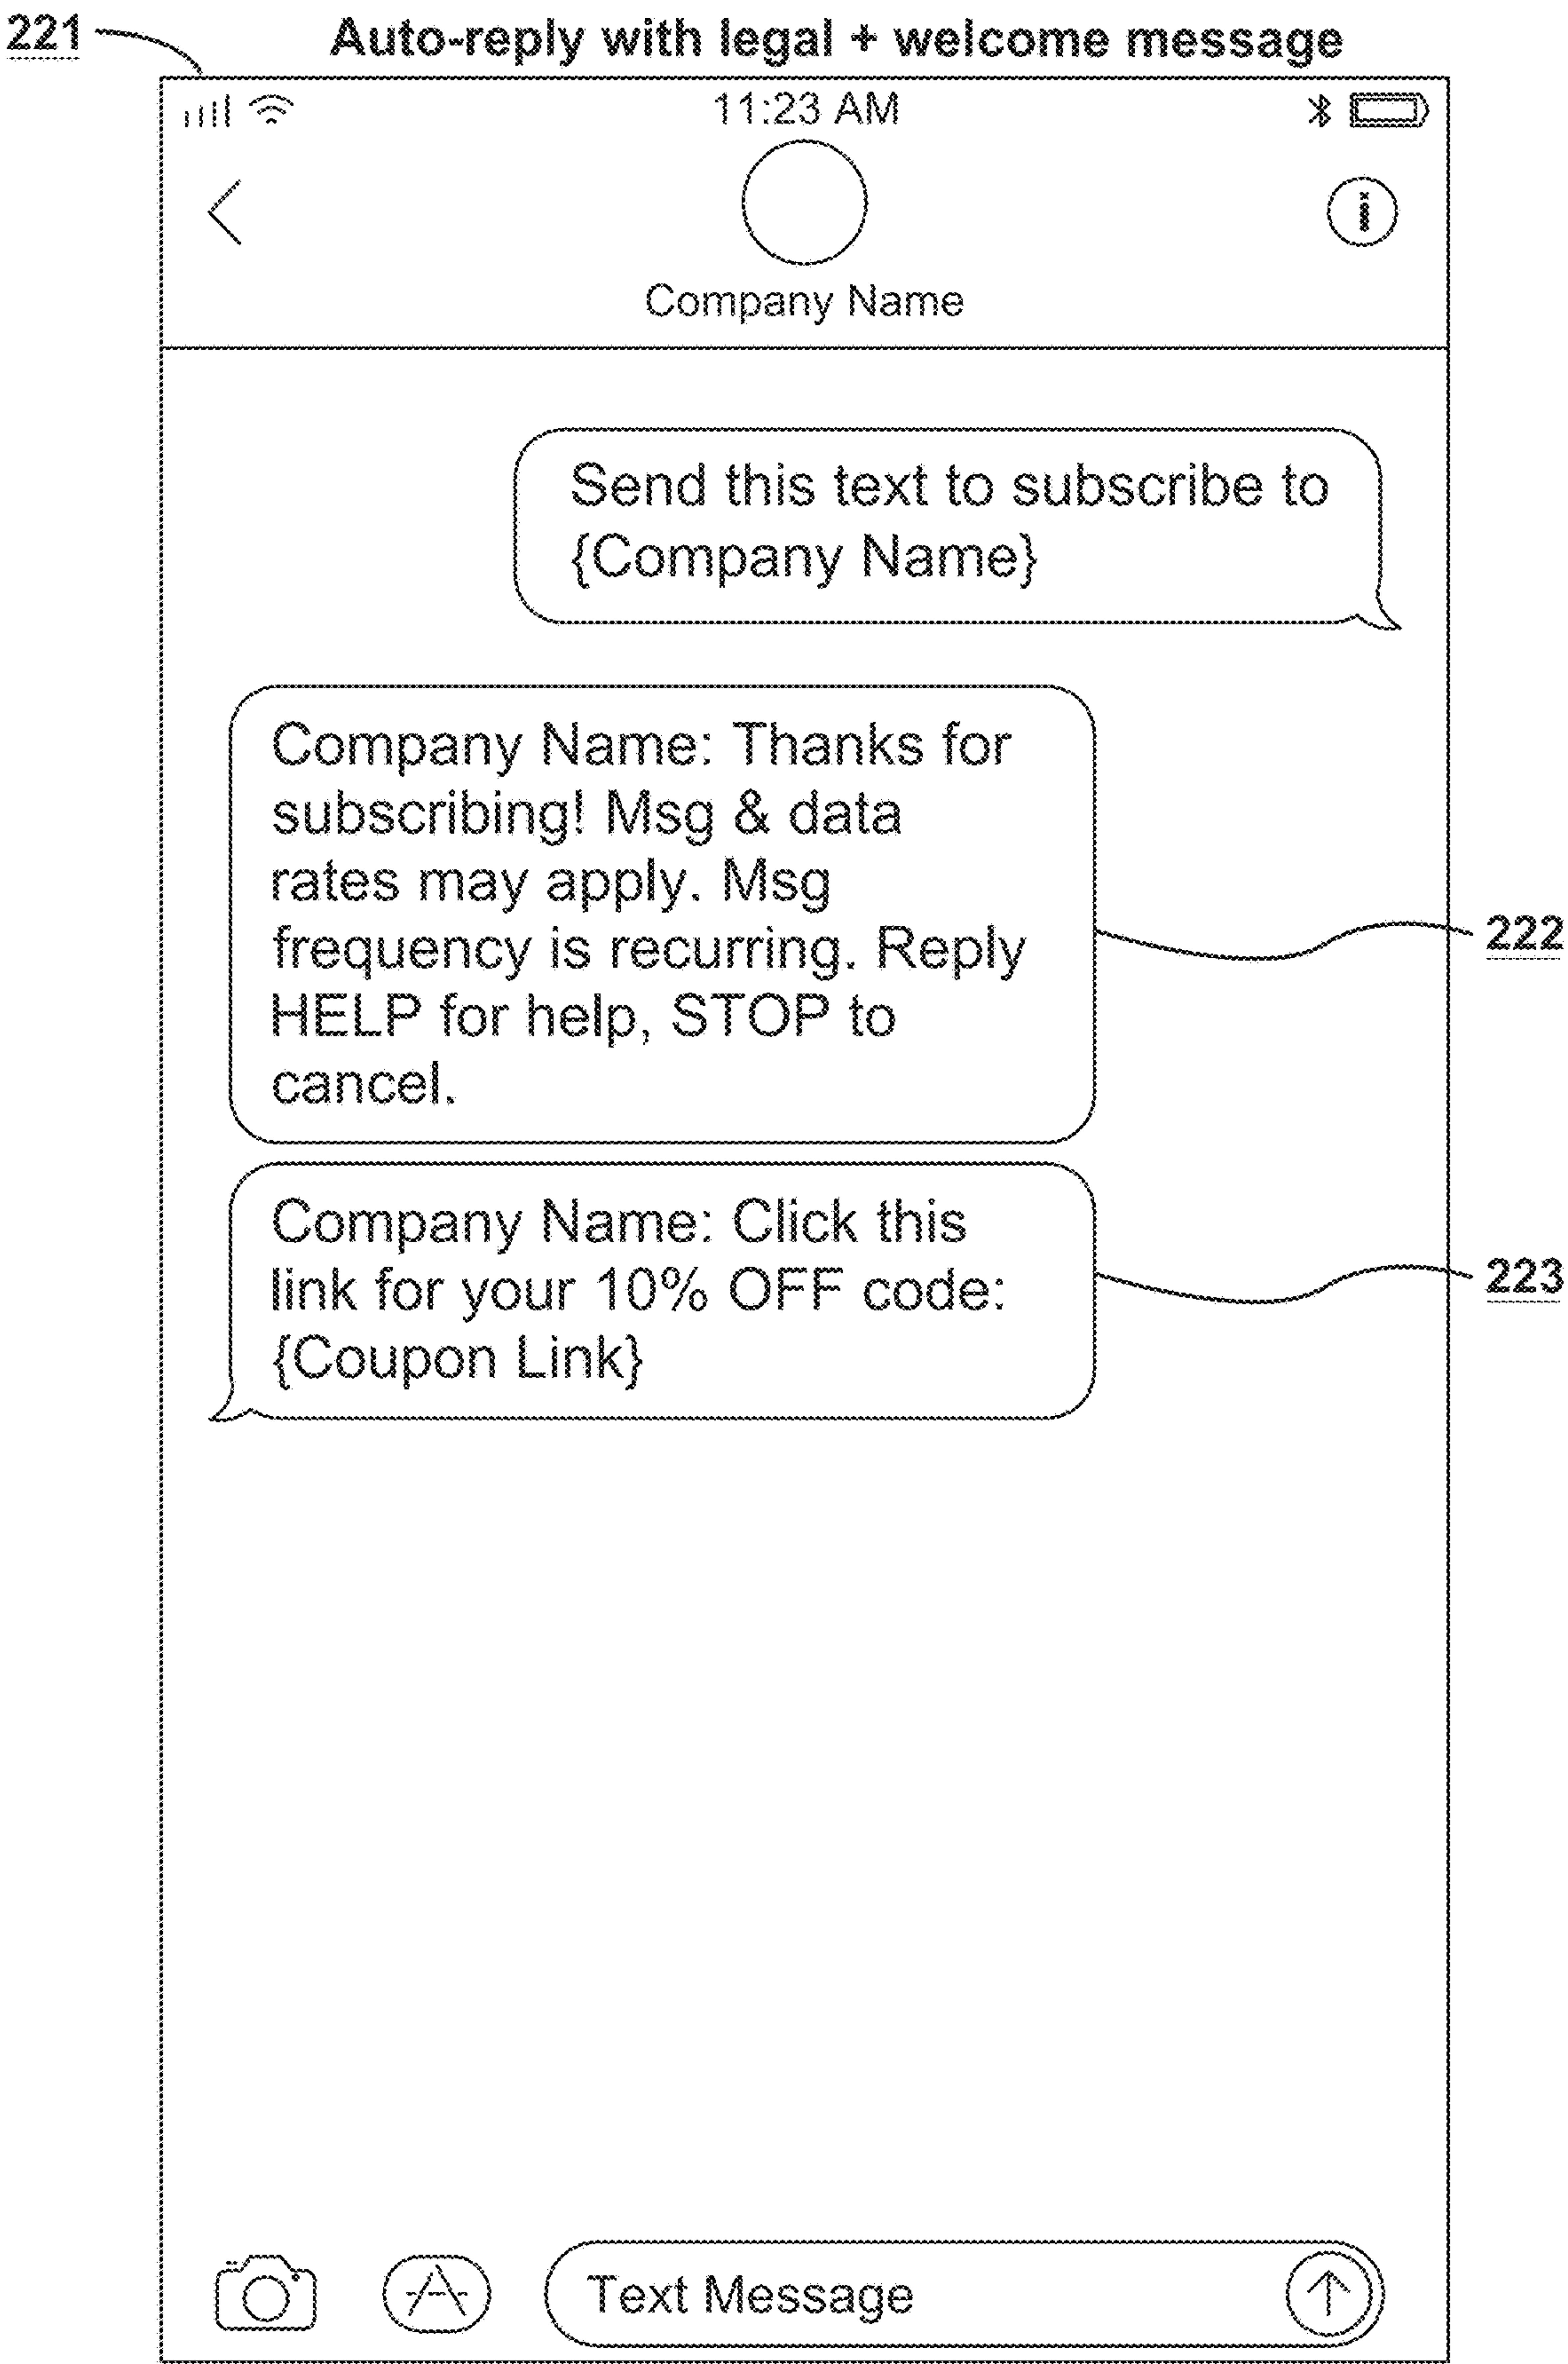 221
Auto-reply with legal + welcome message
11:23 AM
Company Name
Send this text to subscribe to
{Company Name}
Company Name: Thanks for
subscribing! Msg & data
rates may apply. Msg
frequency is recurring. Reply
HELP for help, STOP to
cancel.
222
Company Name: Click this
link for your 10% OFF code:
{Coupon Link}
223
Text Message